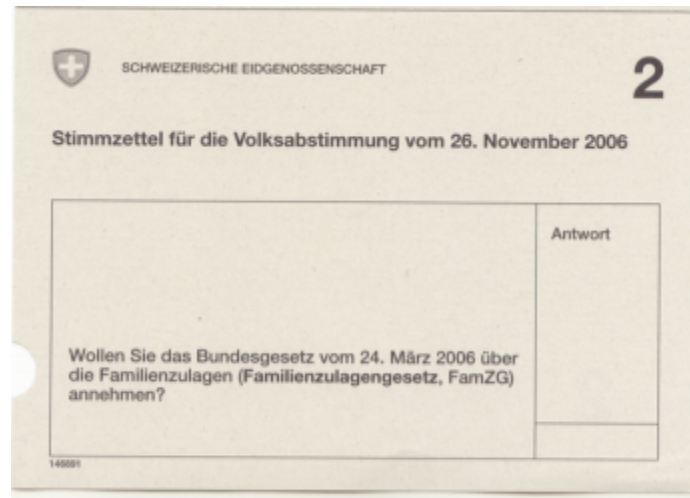 SCHWEIZERISCHE EIDGENOSSENSCHAFT
2
Stimmzettel für die Volksabstimmung vom 26. November 2006
Antwort
Wollen Sie das Bundesgesetz vom 24. März 2006 über
die Familienzulagen (Familienzulagengesetz, FamZG)
annehmen?